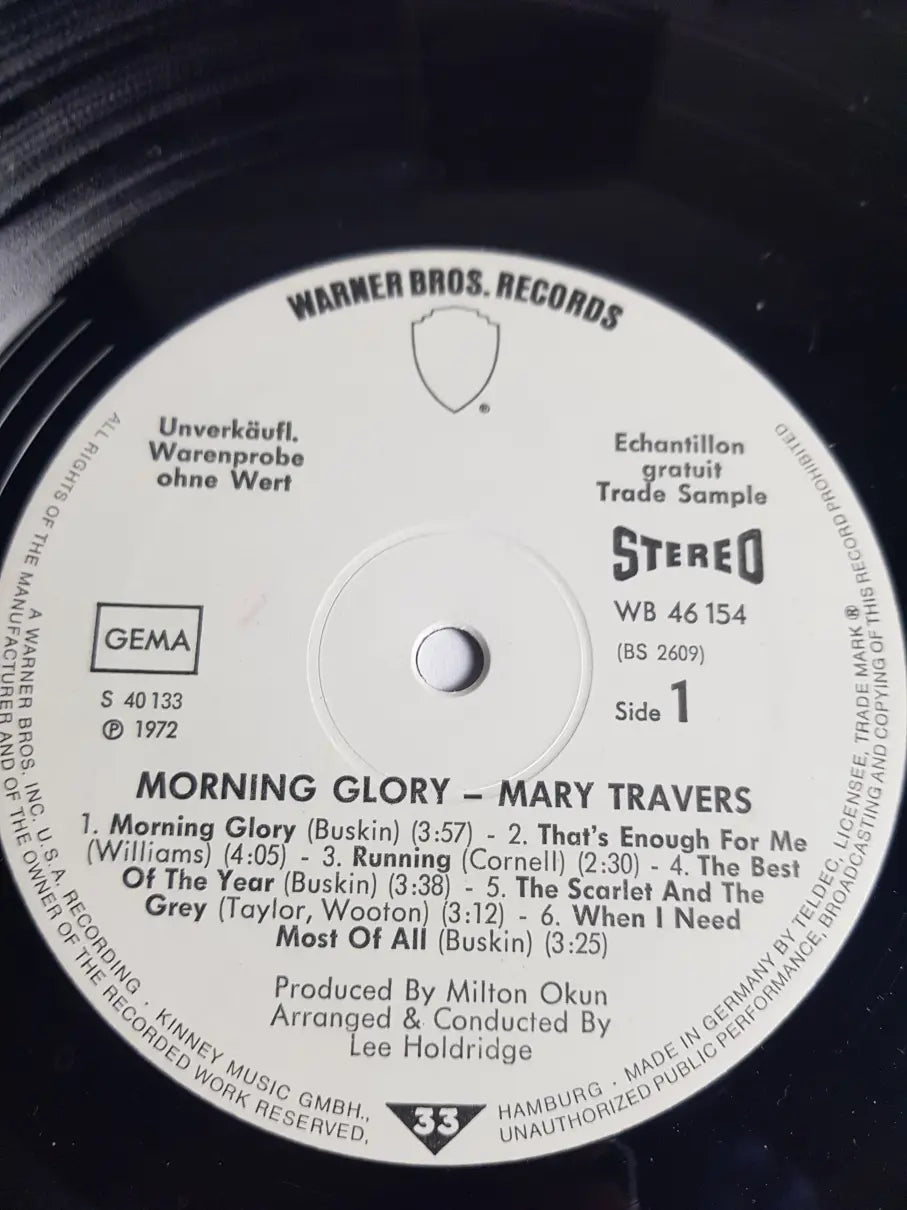 WARNER BROS. RECORDS
®
Unverkäufl.
Warenprobe
ohne Wert
Echantillon
gratuit
Trade Sample
STEREO
WB 46 154
(BS 2609)
Side 1
GEMA
S 40 133
℗ 1972
MORNING GLORY – MARY TRAVERS
1. Morning Glory (Buskin) (3:57) - 2. That's Enough For Me
(Williams) (4:05) - 3. Running (Cornell) (2:30) - 4. The Best
Of The Year (Buskin) (3:38) - 5. The Scarlet And The
Grey (Taylor, Wooton) (3:12) - 6. When I Need
Most Of All (Buskin) (3:25)
Produced By Milton Okun
Arranged & Conducted By
Lee Holdridge
33
A WARNER BROS. INC. U.S.A. RECORDING · KINNEY MUSIC GMBH., HAMBURG · MADE IN GERMANY BY TELDEC, LICENSEE, TRADE MARK ®
ALL RIGHTS OF THE MANUFACTURER AND OF THE OWNER OF THE RECORDED WORK RESERVED, UNAUTHORIZED PUBLIC PERFORMANCE, BROADCASTING AND COPYING OF THIS RECORD PROHIBITED